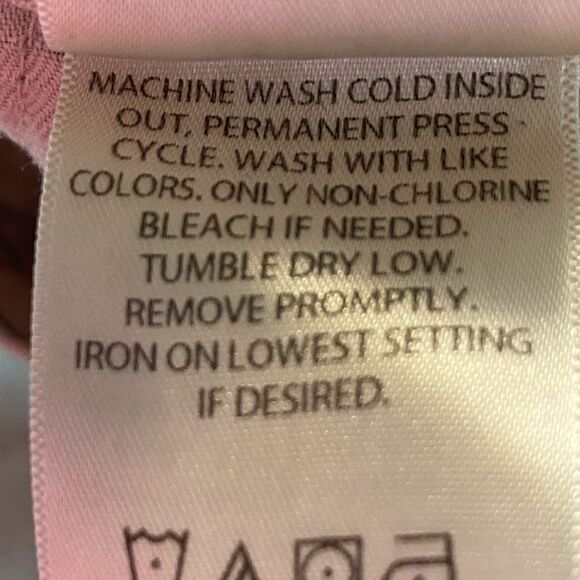 MACHINE WASH COLD INSIDE
OUT, PERMANENT PRESS
CYCLE. WASH WITH LIKE
COLORS. ONLY NON-CHLORINE
BLEACH IF NEEDED.
TUMBLE DRY LOW.
REMOVE PROMPTLY.
IRON ON LOWEST SETTING
IF DESIRED.